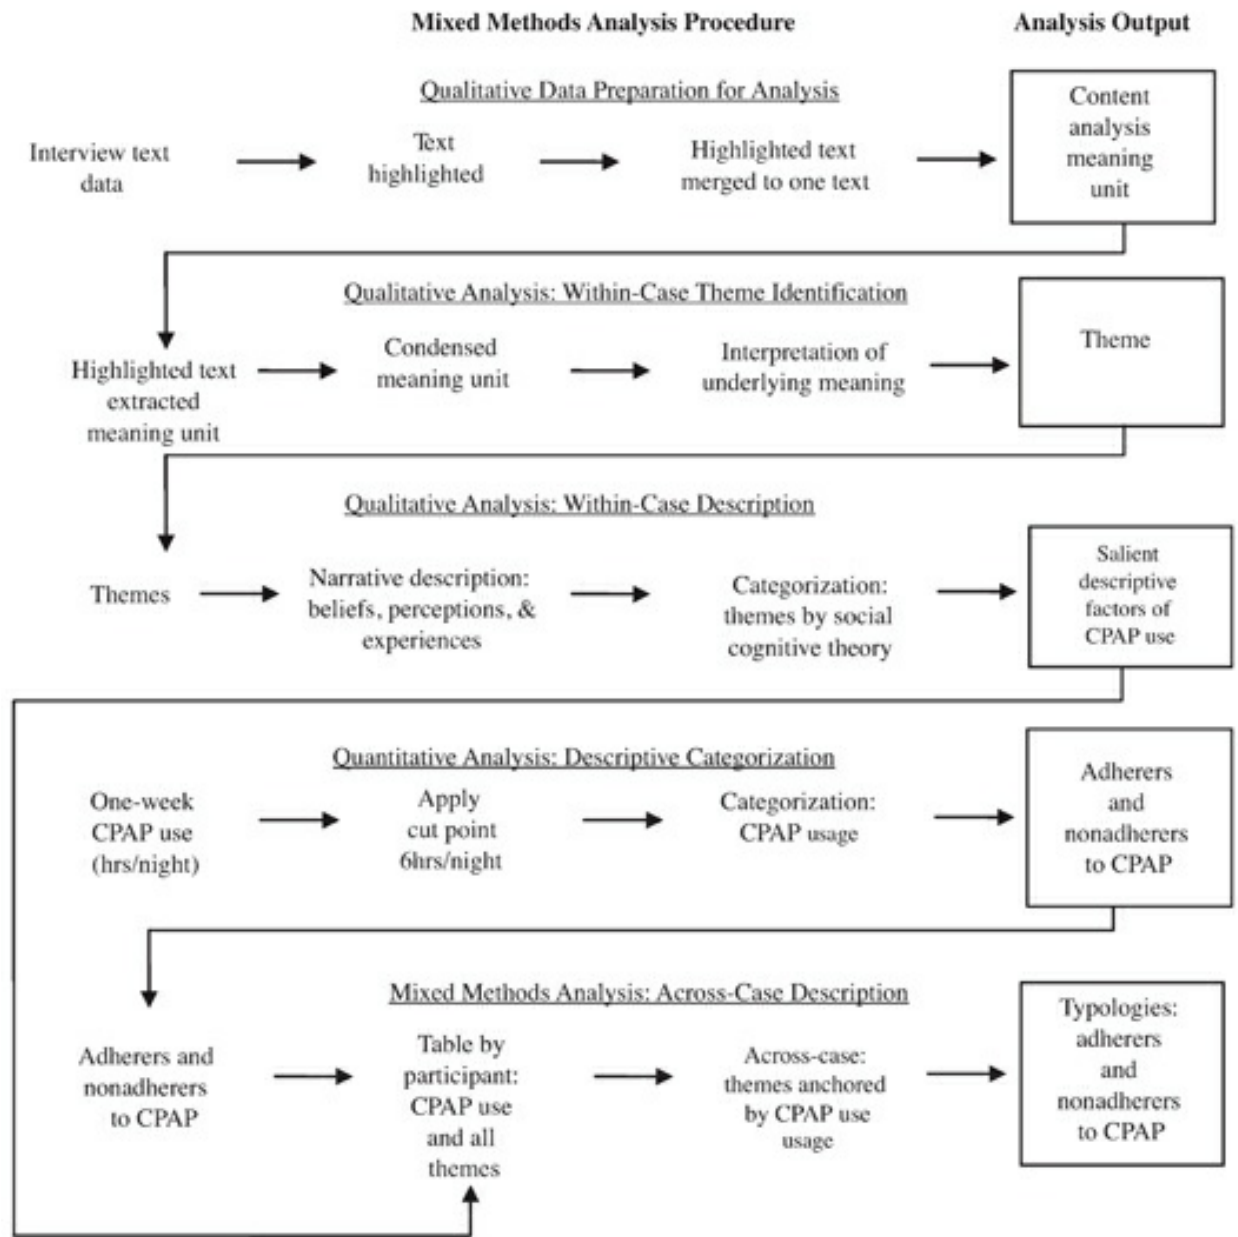 Mixed Methods Analysis Procedure
Analysis Output
Qualitative Data Preparation for Analysis
Interview text
data
Text
highlighted
Highlighted text
merged to one text
Content
analysis
meaning
unit
Qualitative Analysis: Within-Case Theme Identification
Highlighted text
extracted
meaning unit
Condensed
meaning unit
Interpretation of
underlying meaning
Theme
Qualitative Analysis: Within-Case Description
Themes
Narrative description:
beliefs, perceptions, &
experiences
Categorization:
themes by social
cognitive theory
Salient
descriptive
factors of
CPAP use
Quantitative Analysis: Descriptive Categorization
One-week
CPAP use
(hrs/night)
Apply
cut point
6hrs/night
Categorization:
CPAP usage
Adherers
and
nonadherers
to CPAP
Mixed Methods Analysis: Across-Case Description
Adherers and
nonadherers
to CPAP
Table by
participant:
CPAP use
and all
themes
Across-case:
themes anchored
by CPAP use
usage
Typologies:
adherers
and
nonadherers
to CPAP